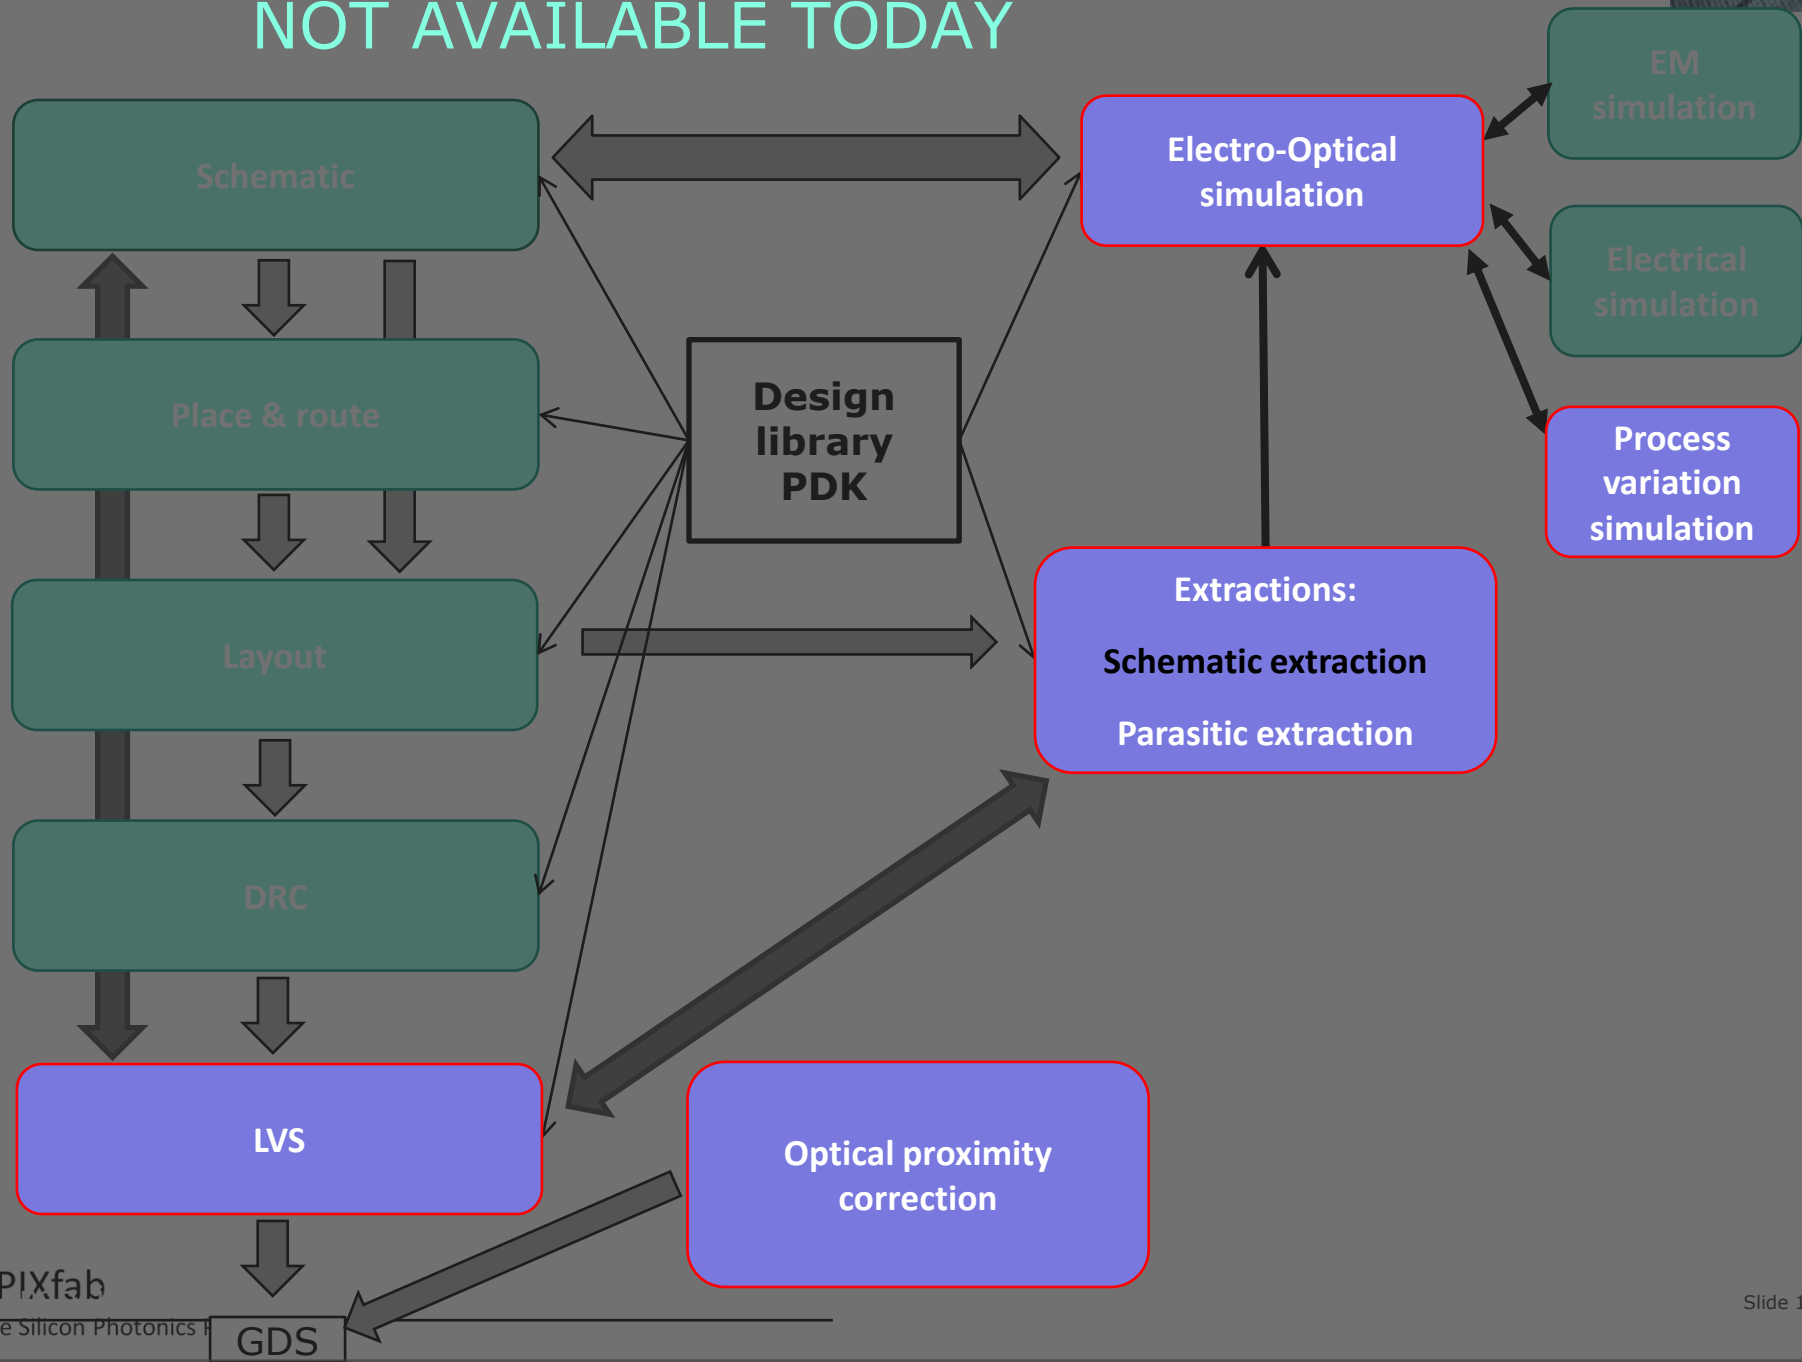 NOT AVAILABLE TODAY
EM
simulation
Schematic
Electro-Optical
simulation
Electrical
simulation
Place & route
Design
library
PDK
Process
variation
simulation
Extractions:
Layout
Schematic extraction
Parasitic extraction
DRC
LVS
Optical proximity
correction
PIXfab
Slide 1
e Silicon Photonics
GDS